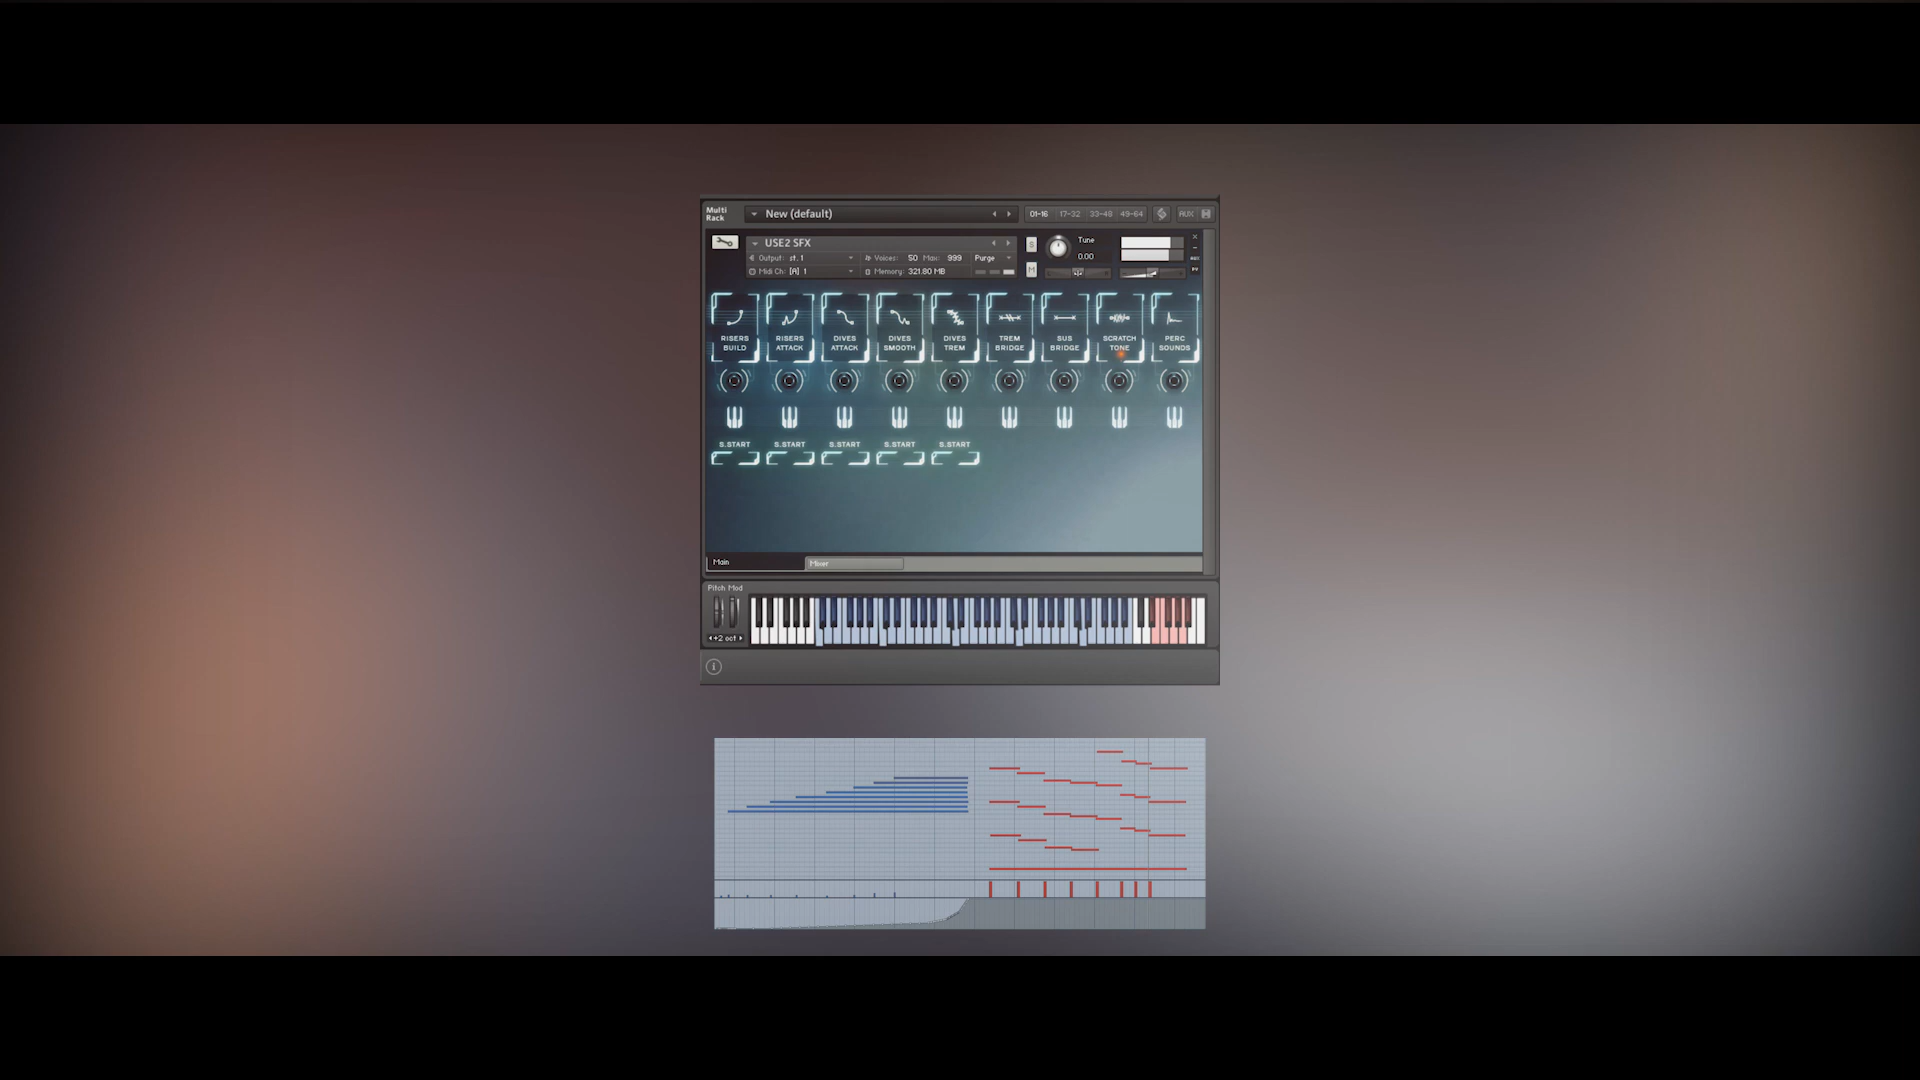 Multi Rack
New (default)
01-16 17-32 33-48 49-64 AUX
USE2 SFX
S
Tune
0.00
Output: st. 1 Voices: 50 Max: 999 Purge
Midi Ch: [A] 1 Memory: 321.80 MB
M
RISERS BUILD
RISERS ATTACK
DIVES ATTACK
DIVES SMOOTH
DIVES TREM
TREM BRIDGE
SUS BRIDGE
SCRATCH TONE
PERC SOUNDS
S.START S.START S.START S.START S.START
Main Mixer
Pitch Mod
+2 oct
i